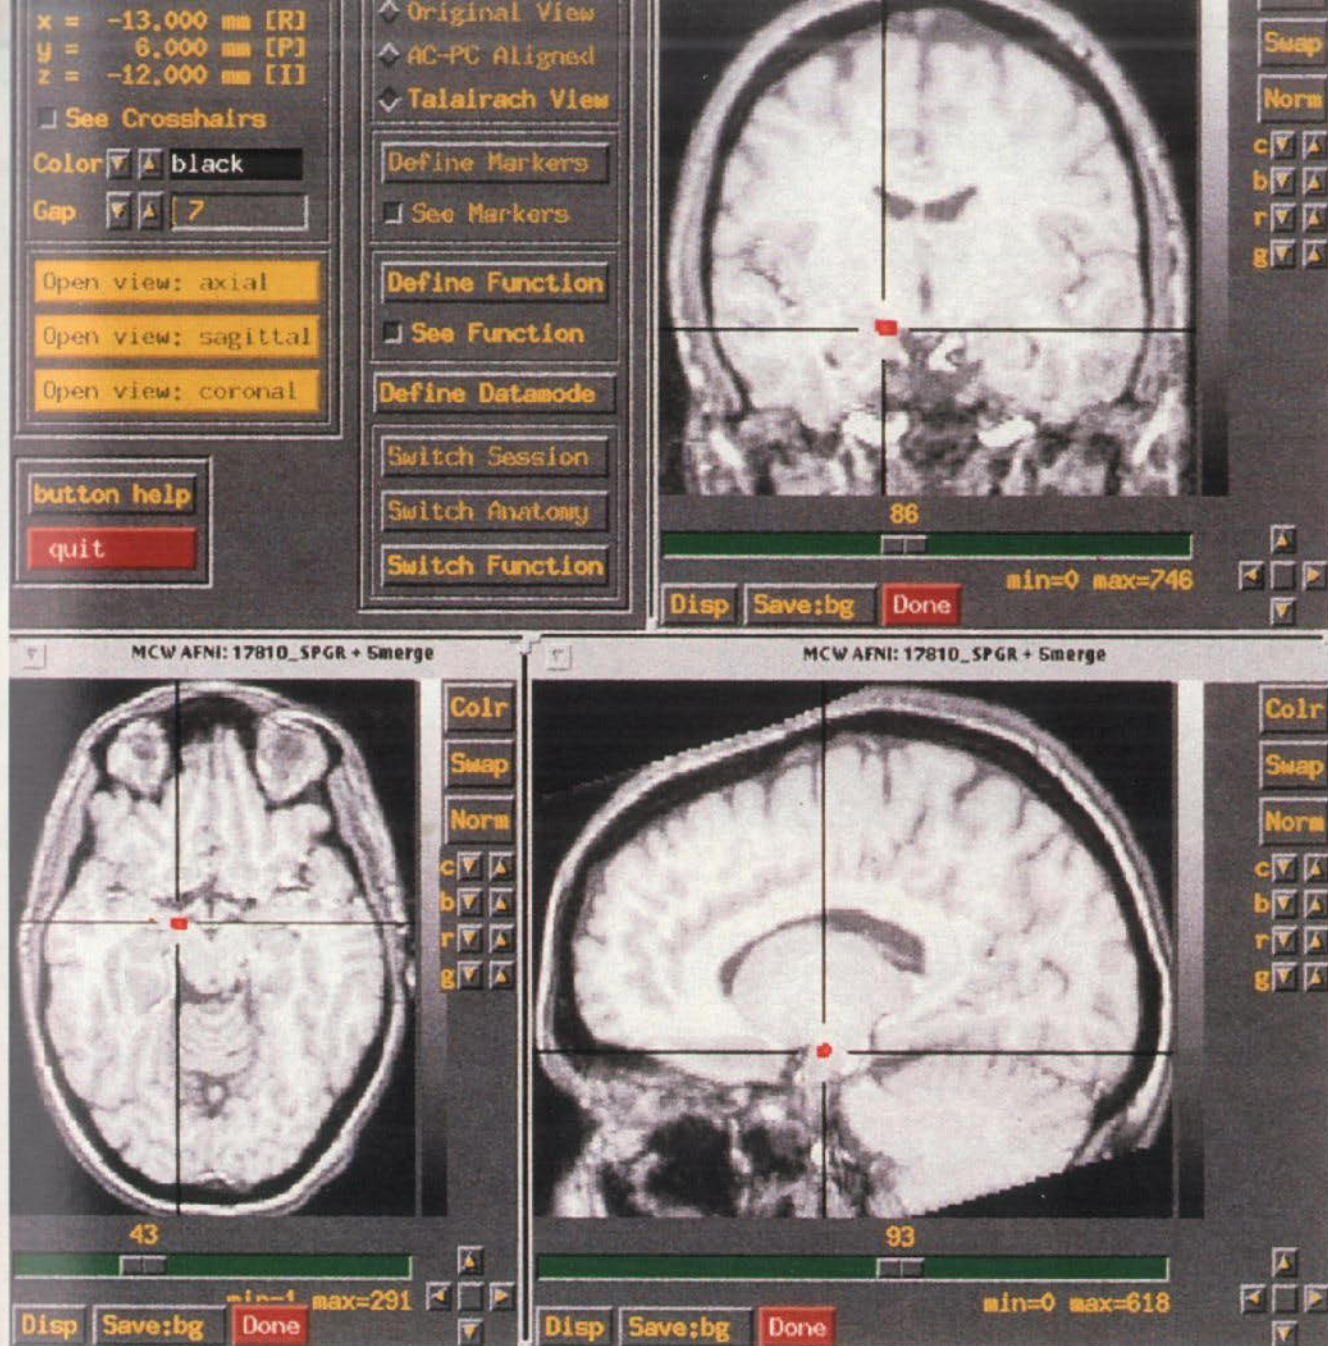 x = -13.000 mm [R]
y = 6.000 mm [P]
z = -12.000 mm [I]
See Crosshairs
Color black
Gap 7
Open view: axial
Open view: sagittal
Open view: coronal
button help
quit
Original View
AC-PC Aligned
Talairach View
Define Markers
See Markers
Define Function
See Function
Define Datamode
Switch Session
Switch Anatomy
Switch Function
Swap
Norm
c
b
r
g
86
min=0 max=746
Disp Save:bg Done
MCW AFNI: 17810_SPGR + 5merge
Colr
Swap
Norm
c
b
r
g
43
min=1 max=291
Disp Save:bg Done
MCW AFNI: 17810_SPGR + 5merge
Colr
Swap
Norm
c
b
r
g
93
min=0 max=618
Disp Save:bg Done